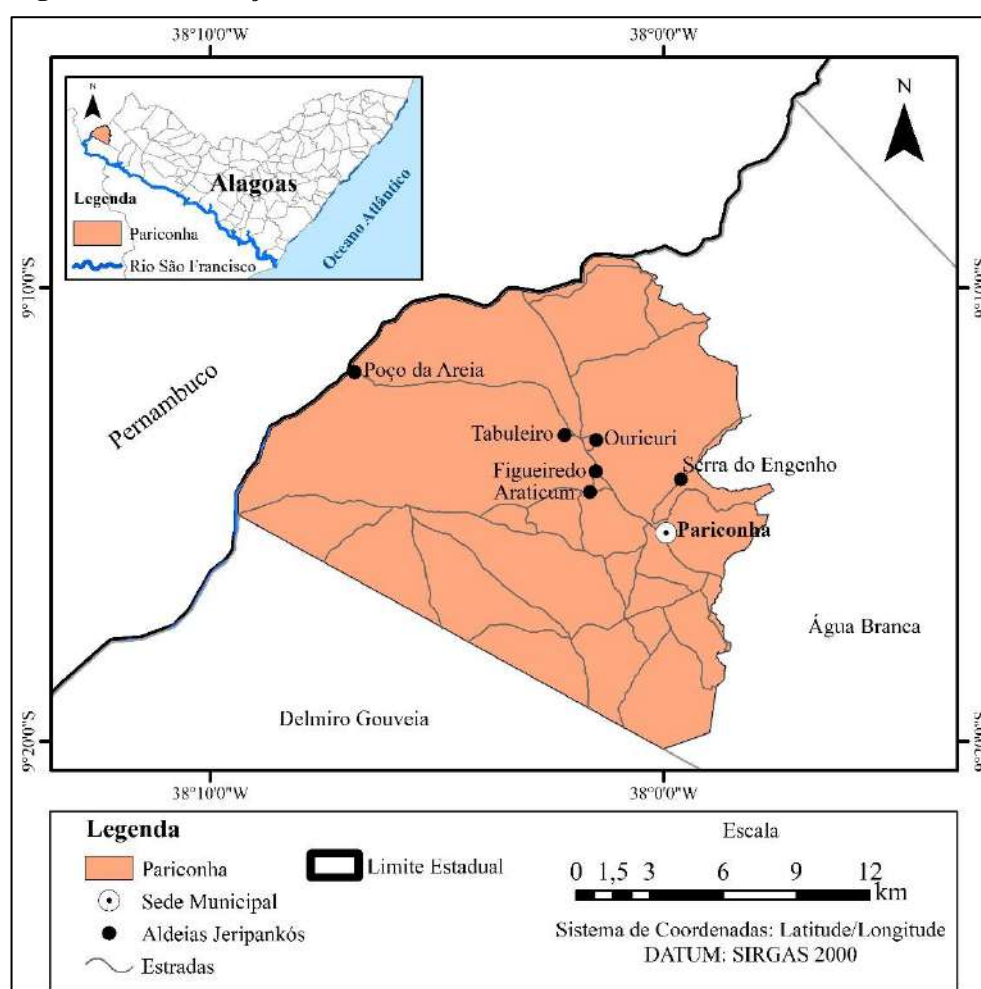 38°10'0"W
38°0'0"W
N
Alagoas
Legenda
Pariconha
Rio São Francisco
Oceano Atlântico
N
9°10'0"S
9°10'0"S
Pernambuco
Poço da Areia
Tabuleiro
Ouricuri
Figueiredo
Serra do Engenho
Araticum
Pariconha
Água Branca
Delmiro Gouveia
9°20'0"S
9°20'0"S
38°10'0"W
38°0'0"W
Legenda
Pariconha
Limite Estadual
Sede Municipal
Aldeias Jeripankós
Estradas
Escala
0 1,5 3 6 9 12
km
Sistema de Coordenadas: Latitude/Longitude
DATUM: SIRGAS 2000